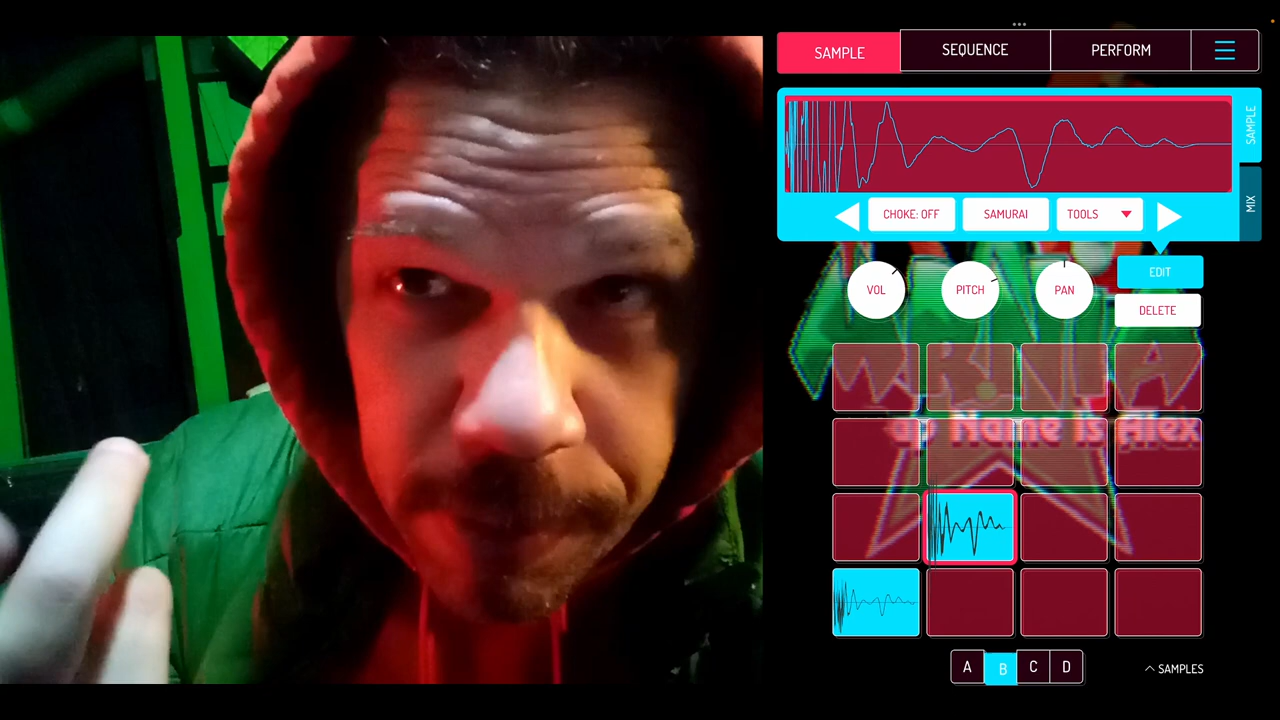 SAMPLE SEQUENCE PERFORM
SAMPLE
MIX
CHOKE: OFF SAMURAI TOOLS
VOL PITCH PAN EDIT
DELETE
Name Is Alex
A B C D SAMPLES